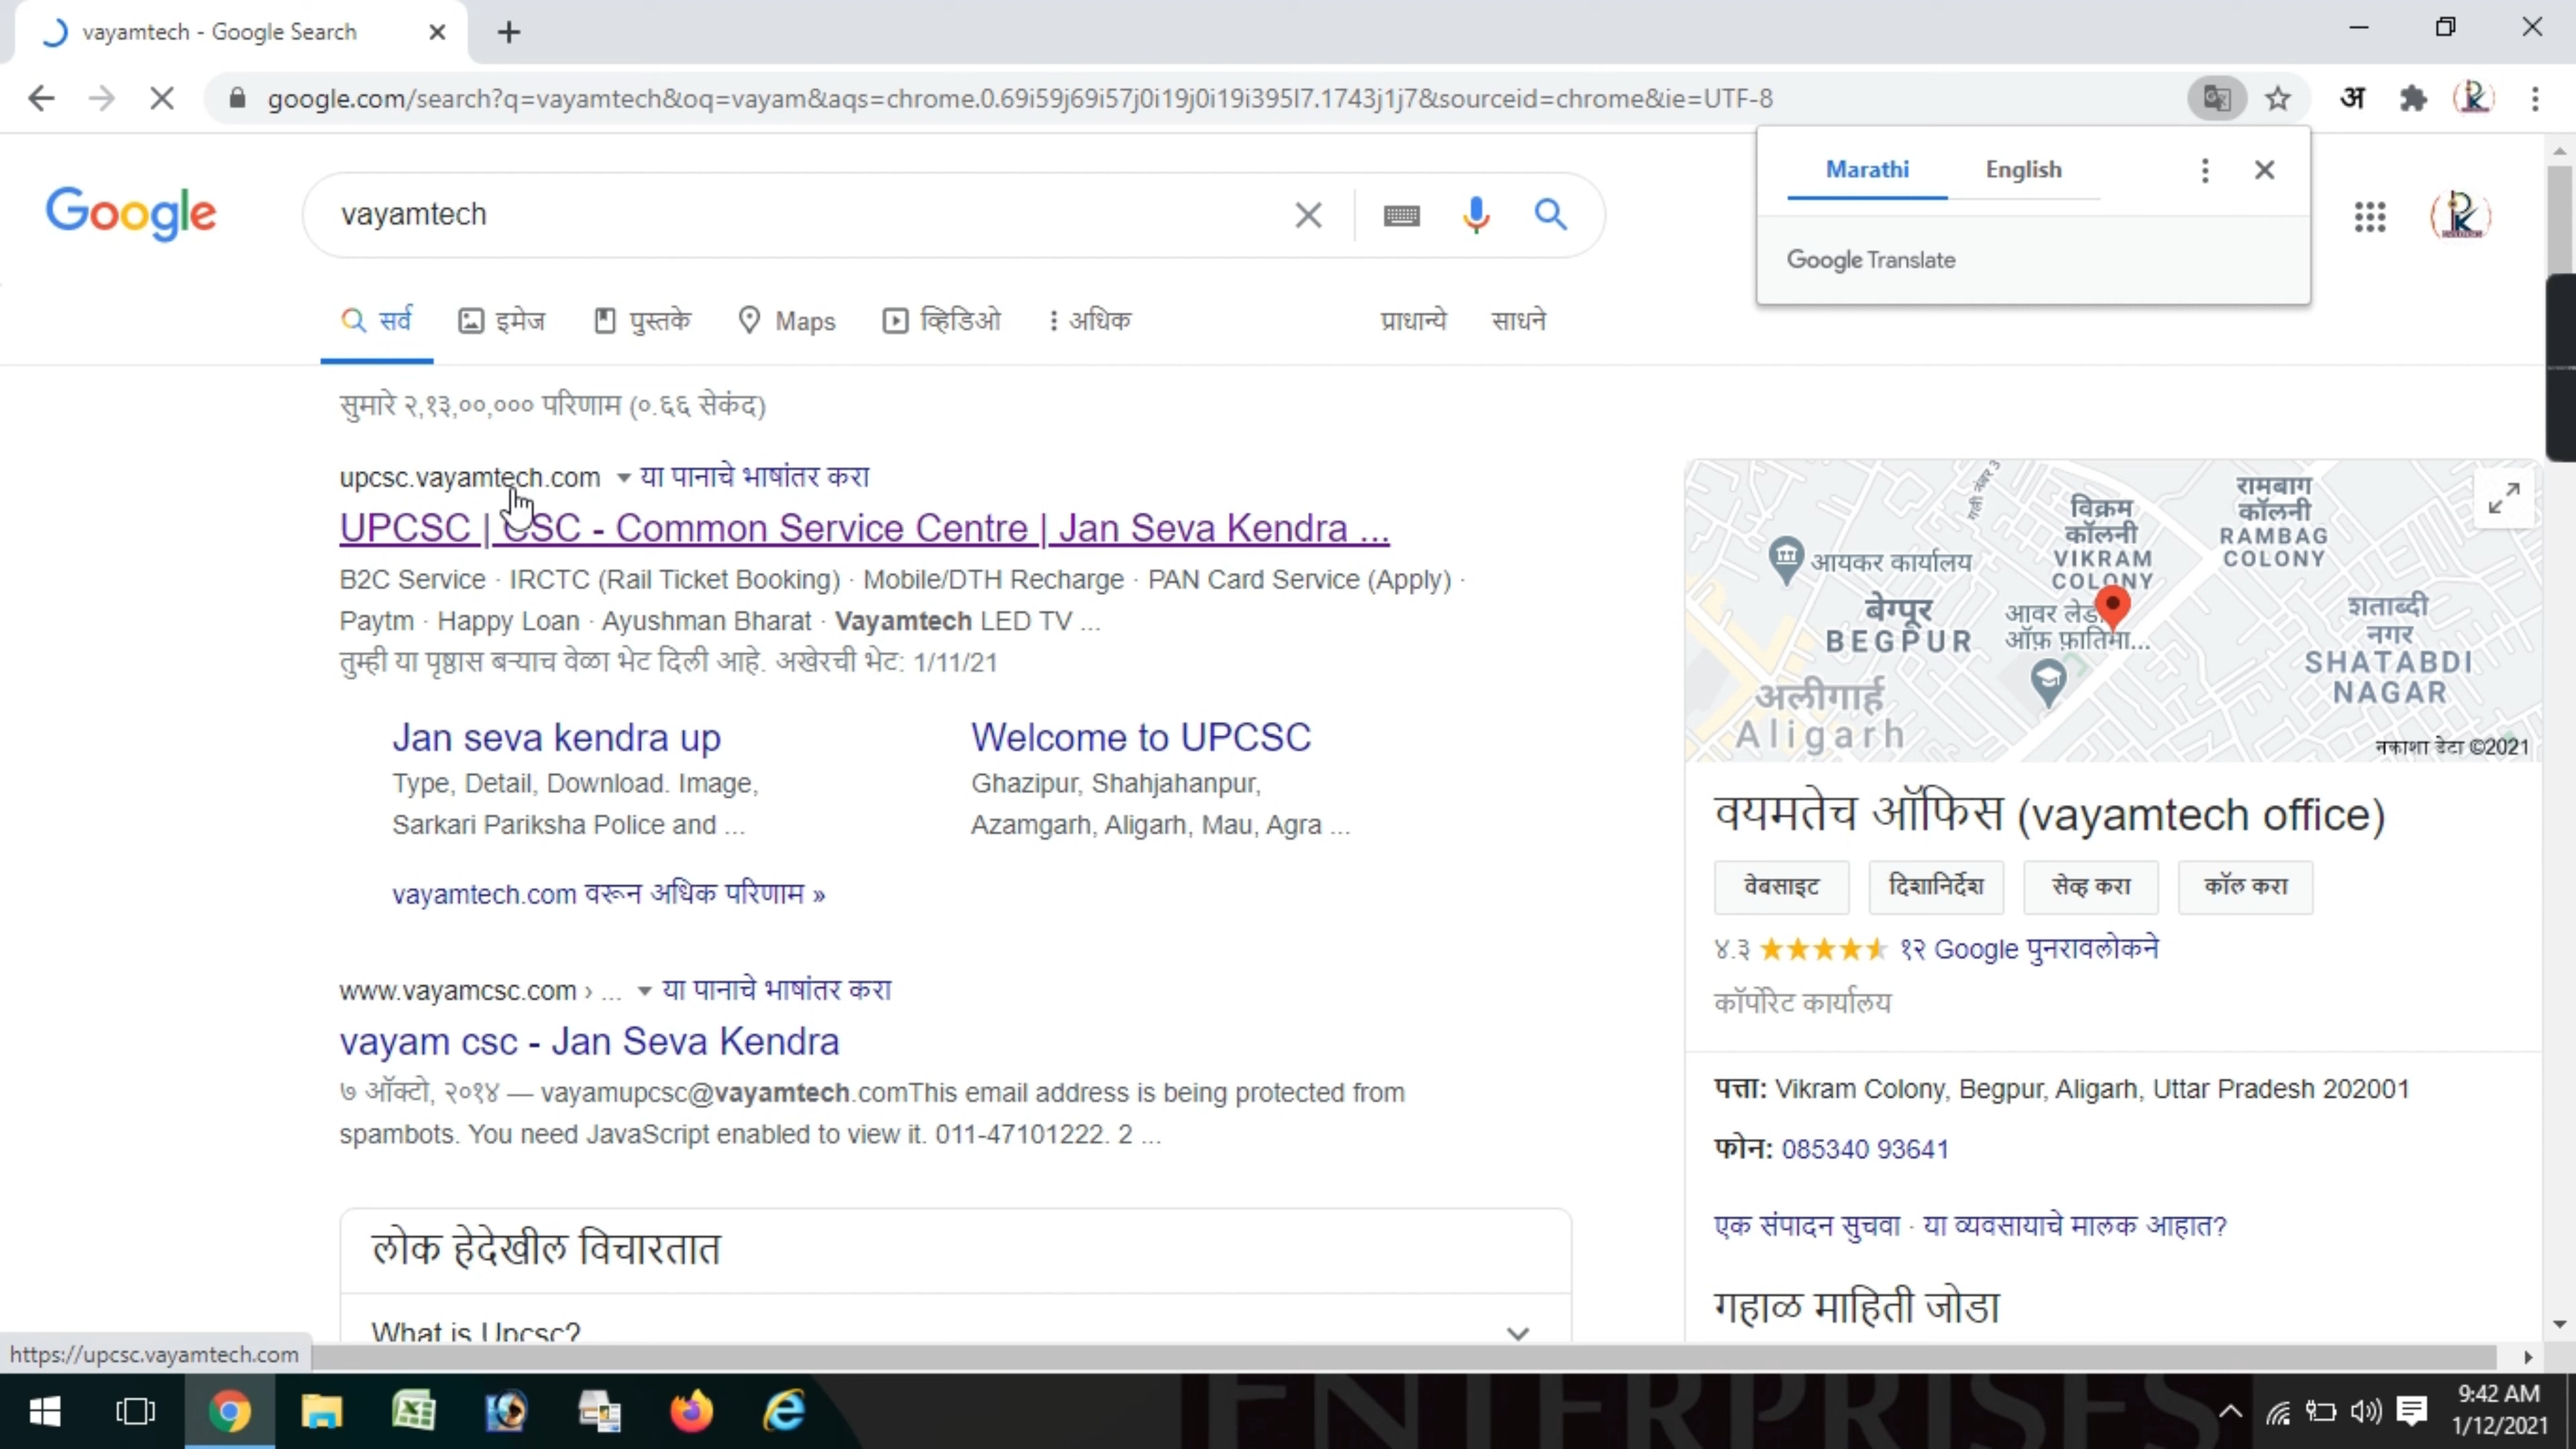 vayamtech - Google Search
google.com/search?q=vayamtech&oq=vayam&aqs=chrome.0.69i59j69i57j0i19j0i19i395l7.1743j1j7&sourceid=chrome&ie=UTF-8
अ
Marathi English
Google Translate
Google
vayamtech
सर्व इमेज पुस्तके Maps व्हिडिओ अधिक प्राधान्ये साधने
सुमारे २,१३,००,००० परिणाम (०.६६ सेकंद)
upcsc.vayamtech.com या पानाचे भाषांतर करा
UPCSC | CSC - Common Service Centre | Jan Seva Kendra ...
B2C Service · IRCTC (Rail Ticket Booking) · Mobile/DTH Recharge · PAN Card Service (Apply) ·
Paytm · Happy Loan · Ayushman Bharat · Vayamtech LED TV ...
तुम्ही या पृष्ठास बऱ्याच वेळा भेट दिली आहे. अखेरची भेट: 1/11/21
Jan seva kendra up
Type, Detail, Download. Image,
Sarkari Pariksha Police and ...
Welcome to UPCSC
Ghazipur, Shahjahanpur,
Azamgarh, Aligarh, Mau, Agra ...
vayamtech.com वरून अधिक परिणाम »
www.vayamcsc.com › ... या पानाचे भाषांतर करा
vayam csc - Jan Seva Kendra
७ ऑक्टो, २०१४ — vayamupcsc@vayamtech.comThis email address is being protected from
spambots. You need JavaScript enabled to view it. 011-47101222. 2 ...
लोक हेदेखील विचारतात
What is Upcsc?
गली नंबर 3
विक्रम
कॉलनी
VIKRAM
COLONY
रामबाग
कॉलनी
RAMBAG
COLONY
आयकर कार्यालय
बेगपूर
BEGPUR
आवर लेड
ऑफ़ फ़ातिमा...
शताब्दी
नगर
SHATABDI
NAGAR
अलीगार्ह
Aligarh
नकाशा डेटा ©2021
वयमतेच ऑफिस (vayamtech office)
वेबसाइट दिशानिर्देश सेव्ह करा कॉल करा
४.३ १२ Google पुनरावलोकने
कॉर्पोरेट कार्यालय
पत्ता: Vikram Colony, Begpur, Aligarh, Uttar Pradesh 202001
फोन: 085340 93641
एक संपादन सुचवा · या व्यवसायाचे मालक आहात?
गहाळ माहिती जोडा
https://upcsc.vayamtech.com
ENTERPRISES
9:42 AM
1/12/2021